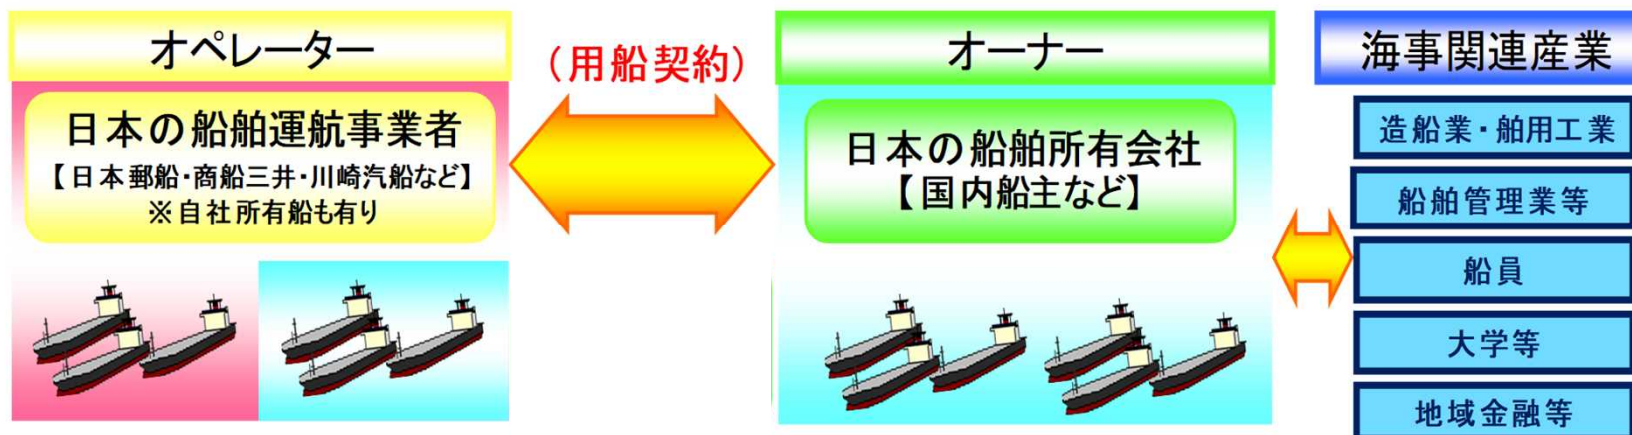 オペレーター
日本の船舶運航事業者
【日本郵船・商船三井・川崎汽船など】
※自社所有船も有り
（用船契約）
オーナー
日本の船舶所有会社
【国内船主など】
海事関連産業
造船業・舶用工業
船舶管理業等
船員
大学等
地域金融等